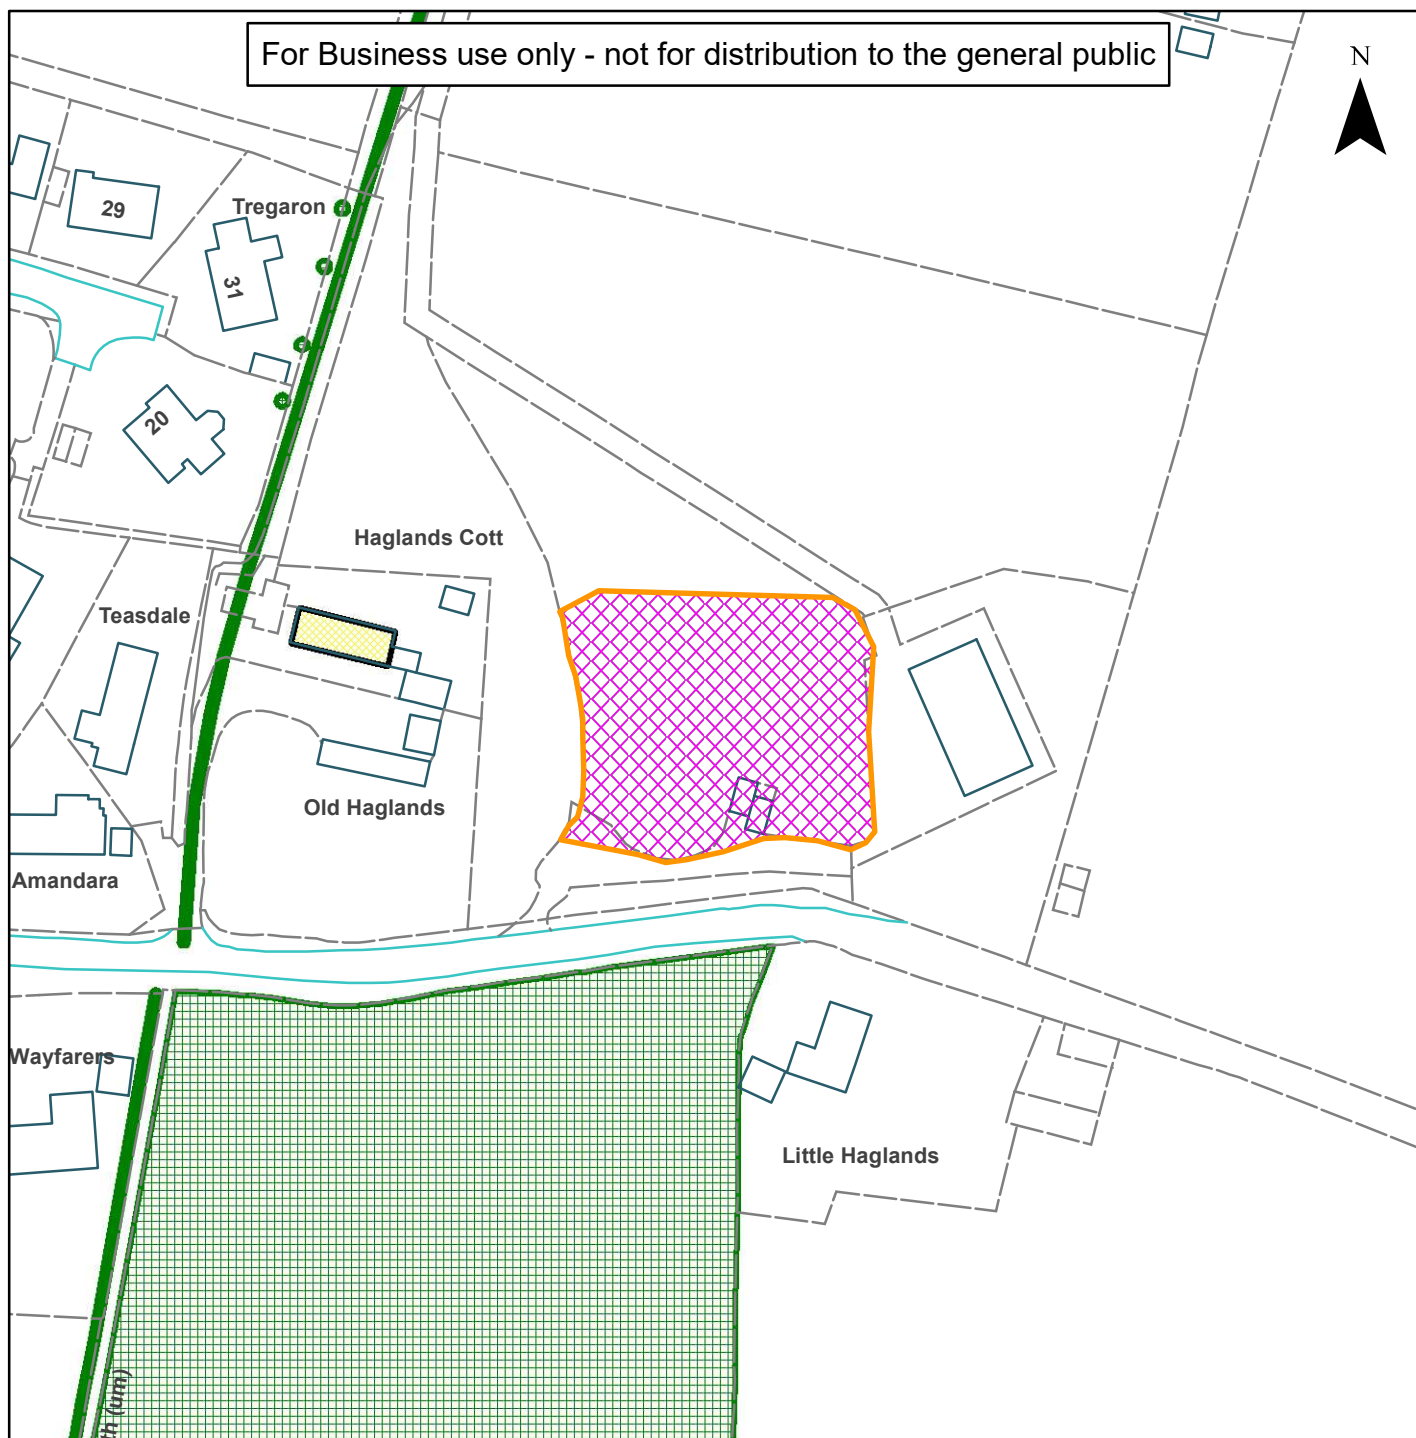 For Business use only - not for distribution to the general public
N
29
Tregaron
31
20
Haglands Cott
Teasdale
Old Haglands
Amandara
Wayfarers
Little Haglands
(um)